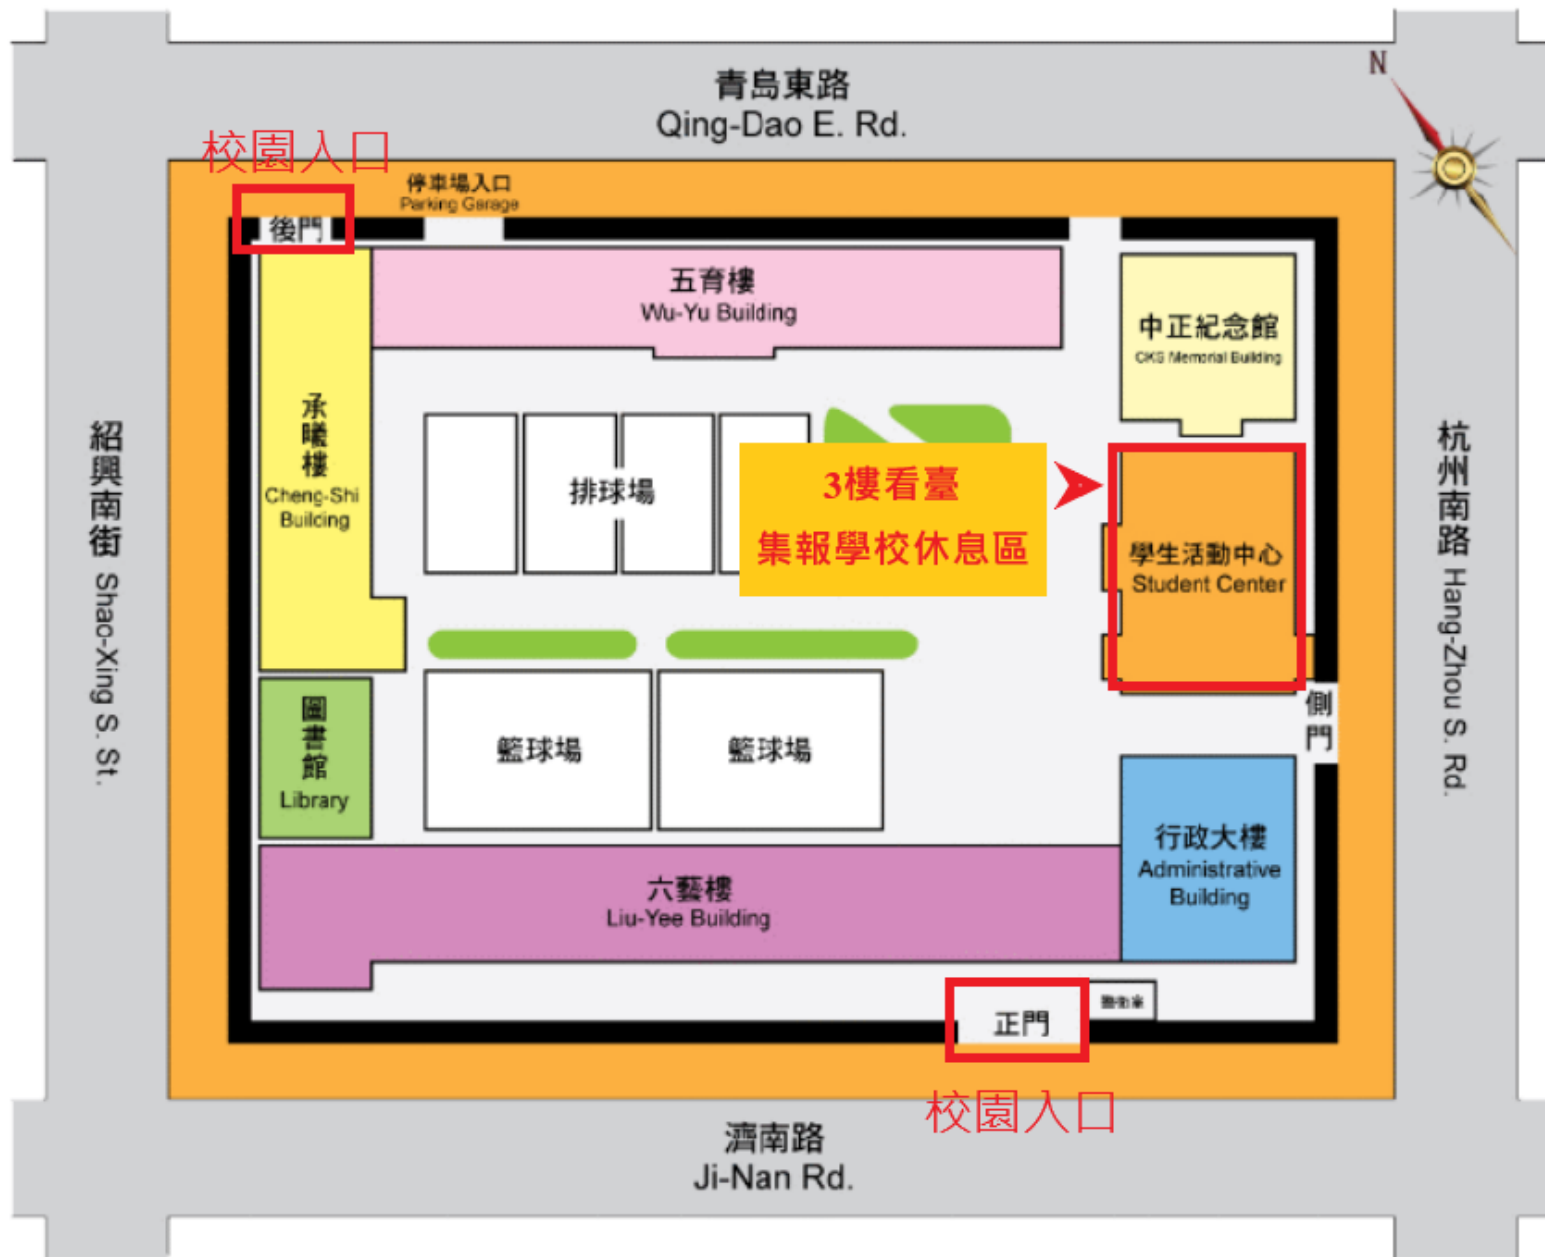 青島東路
Qing-Dao E. Rd.
N
校園入口
停車場入口
Parking Garage
後門
五育樓
Wu-Yu Building
中正紀念館
CKS Memorial Building
承曦樓
Cheng-Shi
Building
排球場
3樓看臺
集報學校休息區
學生活動中心
Student Center
紹興南街 Shao-Xing S. St.
杭州南路 Hang-Zhou S. Rd.
圖書館
Library
籃球場
籃球場
側門
行政大樓
Administrative
Building
六藝樓
Liu-Yee Building
警衛室
正門
校園入口
濟南路
Ji-Nan Rd.